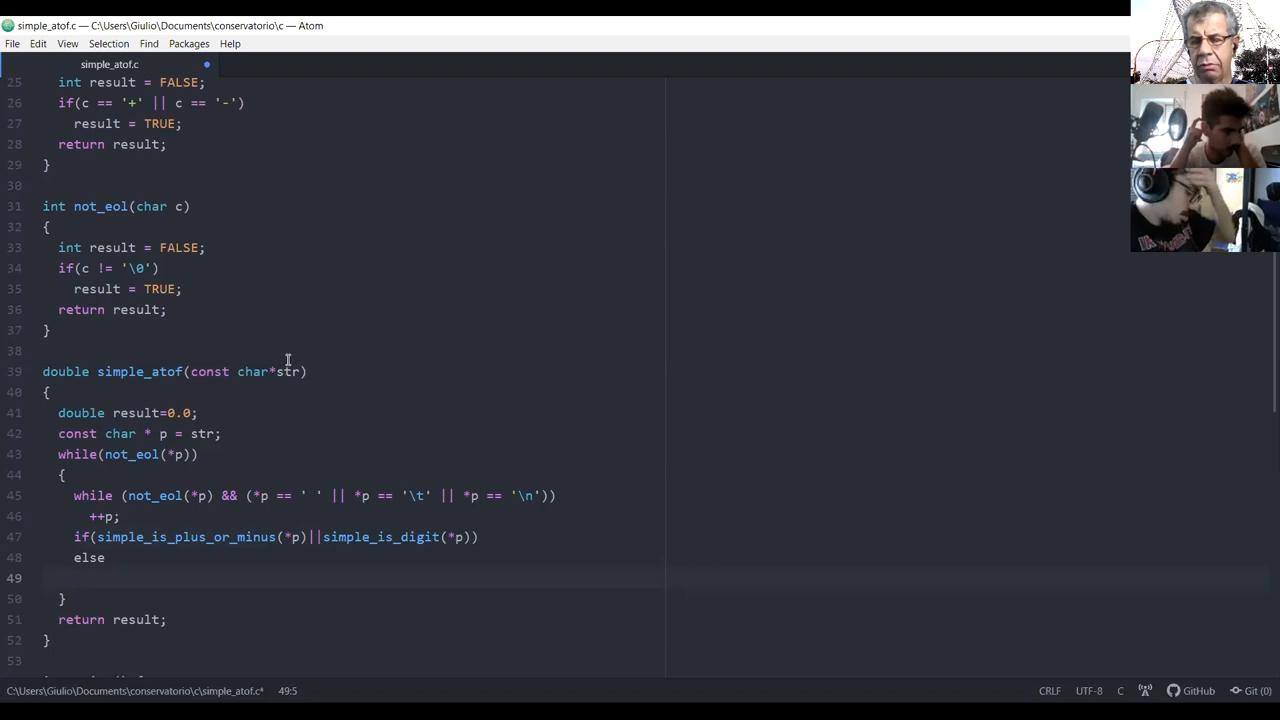 simple_atof.c — C:\Users\Giulio\Documents\conservatorio\c — Atom
File Edit View Selection Find Packages Help
simple_atof.c
25 int result = FALSE;
26 if(c == '+' || c == '-')
27 result = TRUE;
28 return result;
29 }
30
31 int not_eol(char c)
32 {
33 int result = FALSE;
34 if(c != '\0')
35 result = TRUE;
36 return result;
37 }
38
39 double simple_atof(const char*str)
40 {
41 double result=0.0;
42 const char * p = str;
43 while(not_eol(*p))
44 {
45 while (not_eol(*p) && (*p == ' ' || *p == '\t' || *p == '\n'))
46 ++p;
47 if(simple_is_plus_or_minus(*p)||simple_is_digit(*p))
48 else
49
50 }
51 return result;
52 }
53
C:\Users\Giulio\Documents\conservatorio\c\simple_atof.c* 49:5 CRLF UTF-8 C GitHub Git (0)